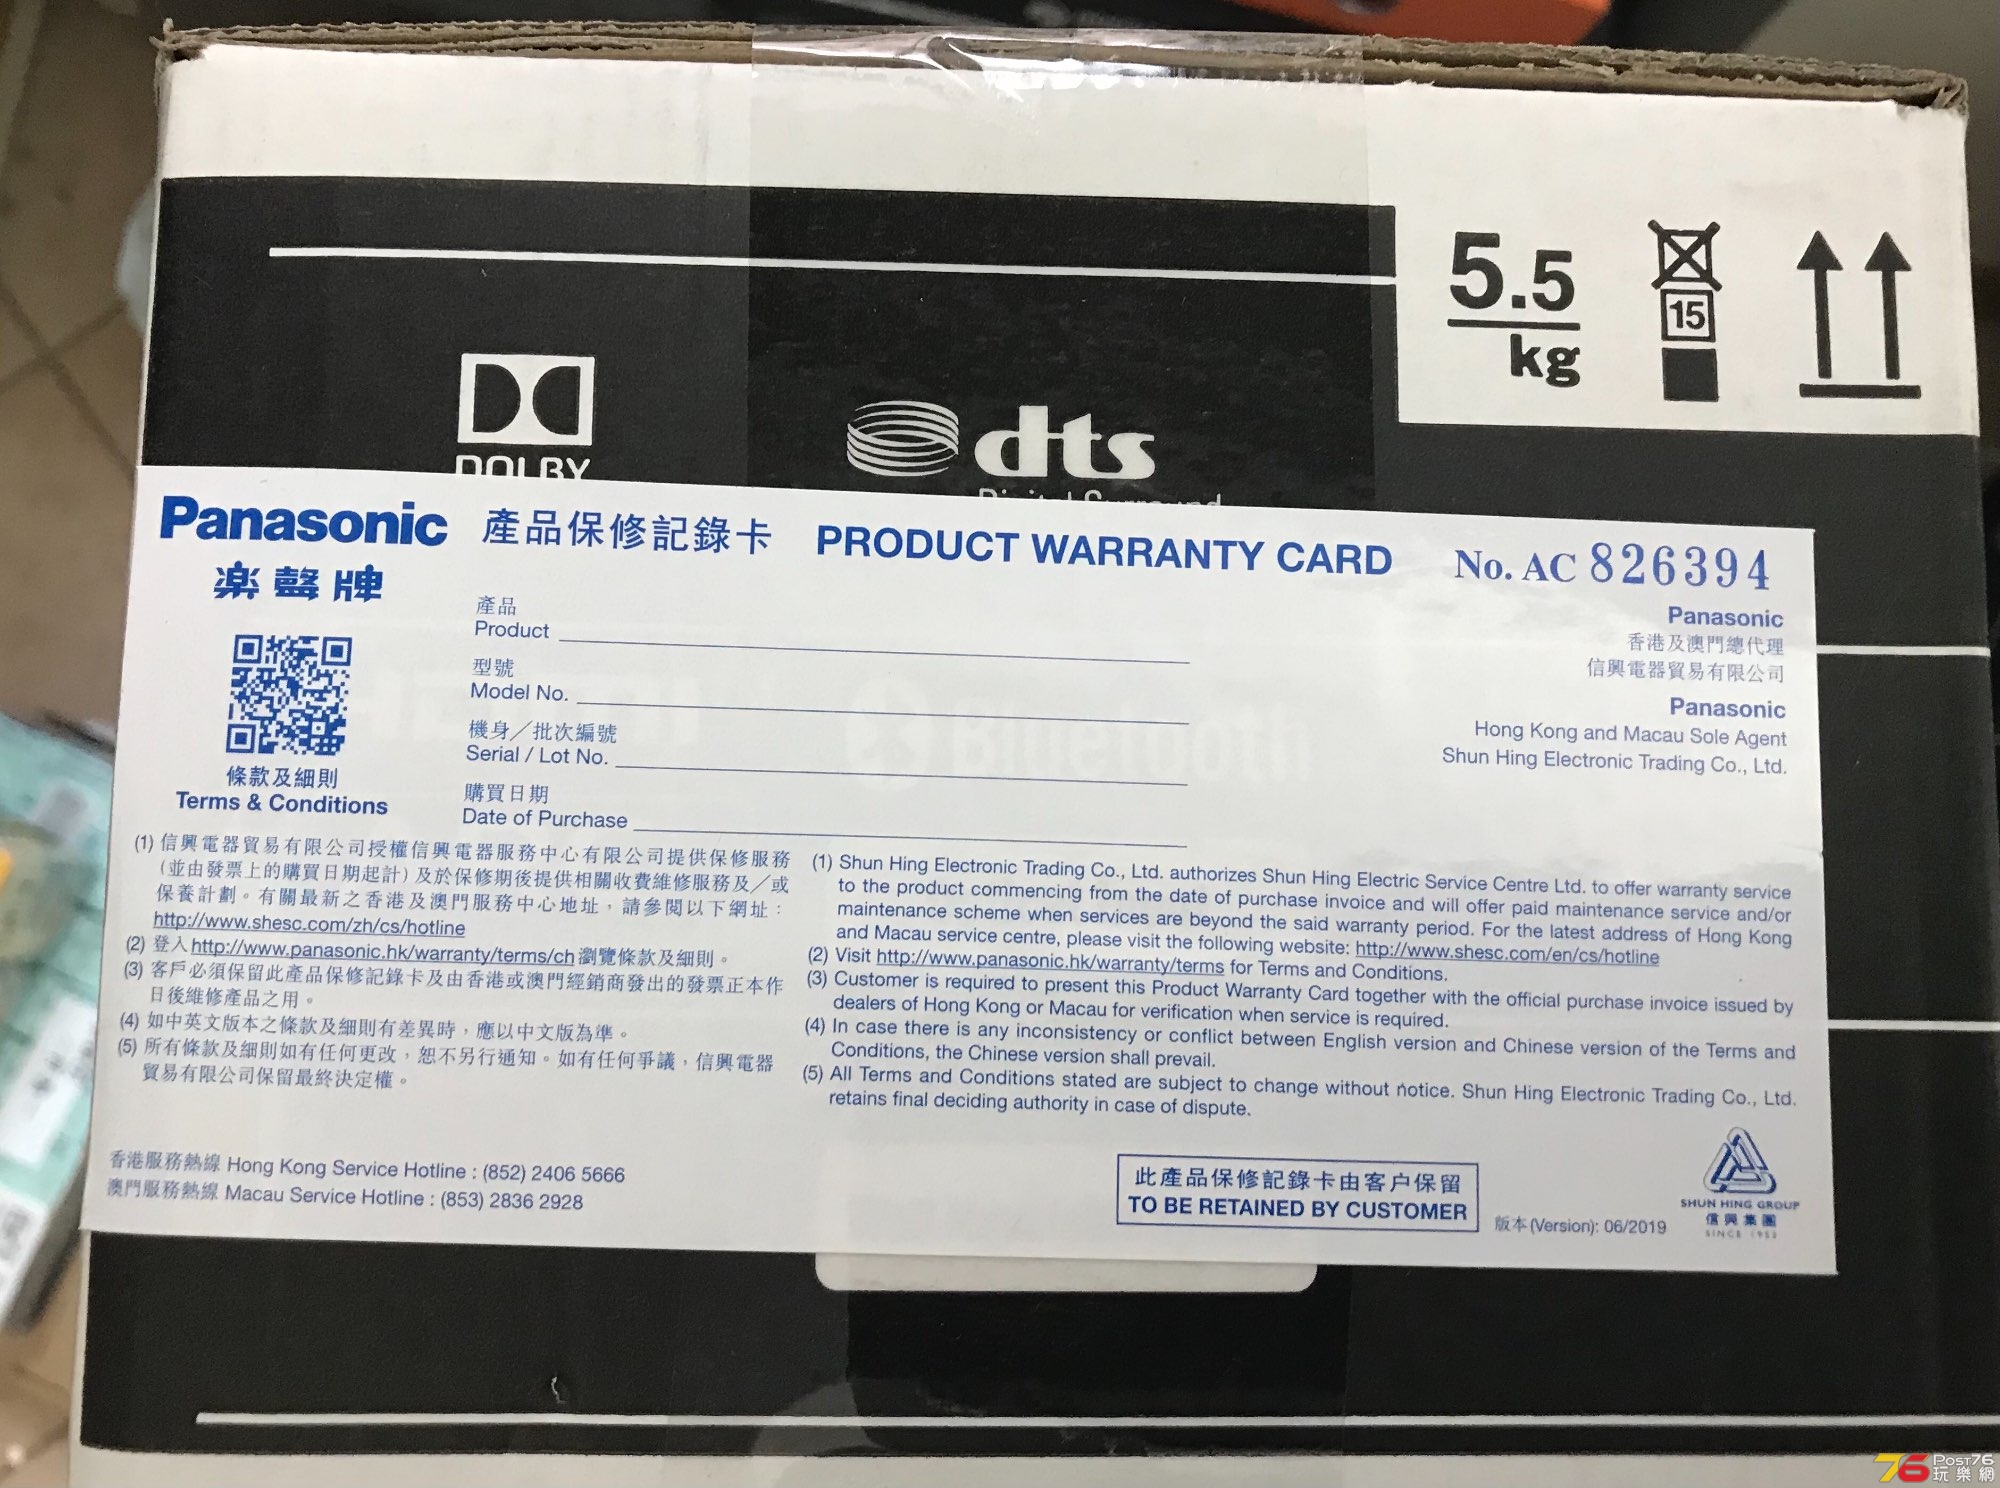 5.5
kg
15
DOLBY
dts
Digital Surround
Panasonic 產品保修記錄卡 PRODUCT WARRANTY CARD No. AC 826394
樂聲牌
產品
Product
型號
Model No.
機身／批次編號
Serial / Lot No.
購買日期
Date of Purchase
條款及細則
Terms & Conditions
Panasonic
香港及澳門總代理
信興電器貿易有限公司
Panasonic
Hong Kong and Macau Sole Agent
Shun Hing Electronic Trading Co., Ltd.
(1) 信興電器貿易有限公司授權信興電器服務中心有限公司提供保修服務
(並由發票上的購買日期起計) 及於保修期後提供相關收費維修服務及／或
保養計劃。有關最新之香港及澳門服務中心地址，請參閱以下網址：
http://www.shesc.com/zh/cs/hotline
(2) 登入 http://www.panasonic.hk/warranty/terms/ch 瀏覽條款及細則。
(3) 客戶必須保留此產品保修記錄卡及由香港或澳門經銷商發出的發票正本作
日後維修產品之用。
(4) 如中英文版本之條款及細則有差異時，應以中文版為準。
(5) 所有條款及細則如有任何更改，恕不另行通知。如有任何爭議，信興電器
貿易有限公司保留最終決定權。
(1) Shun Hing Electronic Trading Co., Ltd. authorizes Shun Hing Electric Service Centre Ltd. to offer warranty service
to the product commencing from the date of purchase invoice and will offer paid maintenance service and/or
maintenance scheme when services are beyond the said warranty period. For the latest address of Hong Kong
and Macau service centre, please visit the following website: http://www.shesc.com/en/cs/hotline
(2) Visit http://www.panasonic.hk/warranty/terms for Terms and Conditions.
(3) Customer is required to present this Product Warranty Card together with the official purchase invoice issued by
dealers of Hong Kong or Macau for verification when service is required.
(4) In case there is any inconsistency or conflict between English version and Chinese version of the Terms and
Conditions, the Chinese version shall prevail.
(5) All Terms and Conditions stated are subject to change without notice. Shun Hing Electronic Trading Co., Ltd.
retains final deciding authority in case of dispute.
香港服務熱線 Hong Kong Service Hotline : (852) 2406 5666
澳門服務熱線 Macau Service Hotline : (853) 2836 2928
此產品保修記錄卡由客户保留
TO BE RETAINED BY CUSTOMER
版本(Version): 06/2019
SHUN HING GROUP
信興集團
SINCE 1953
76 Post76
玩樂網